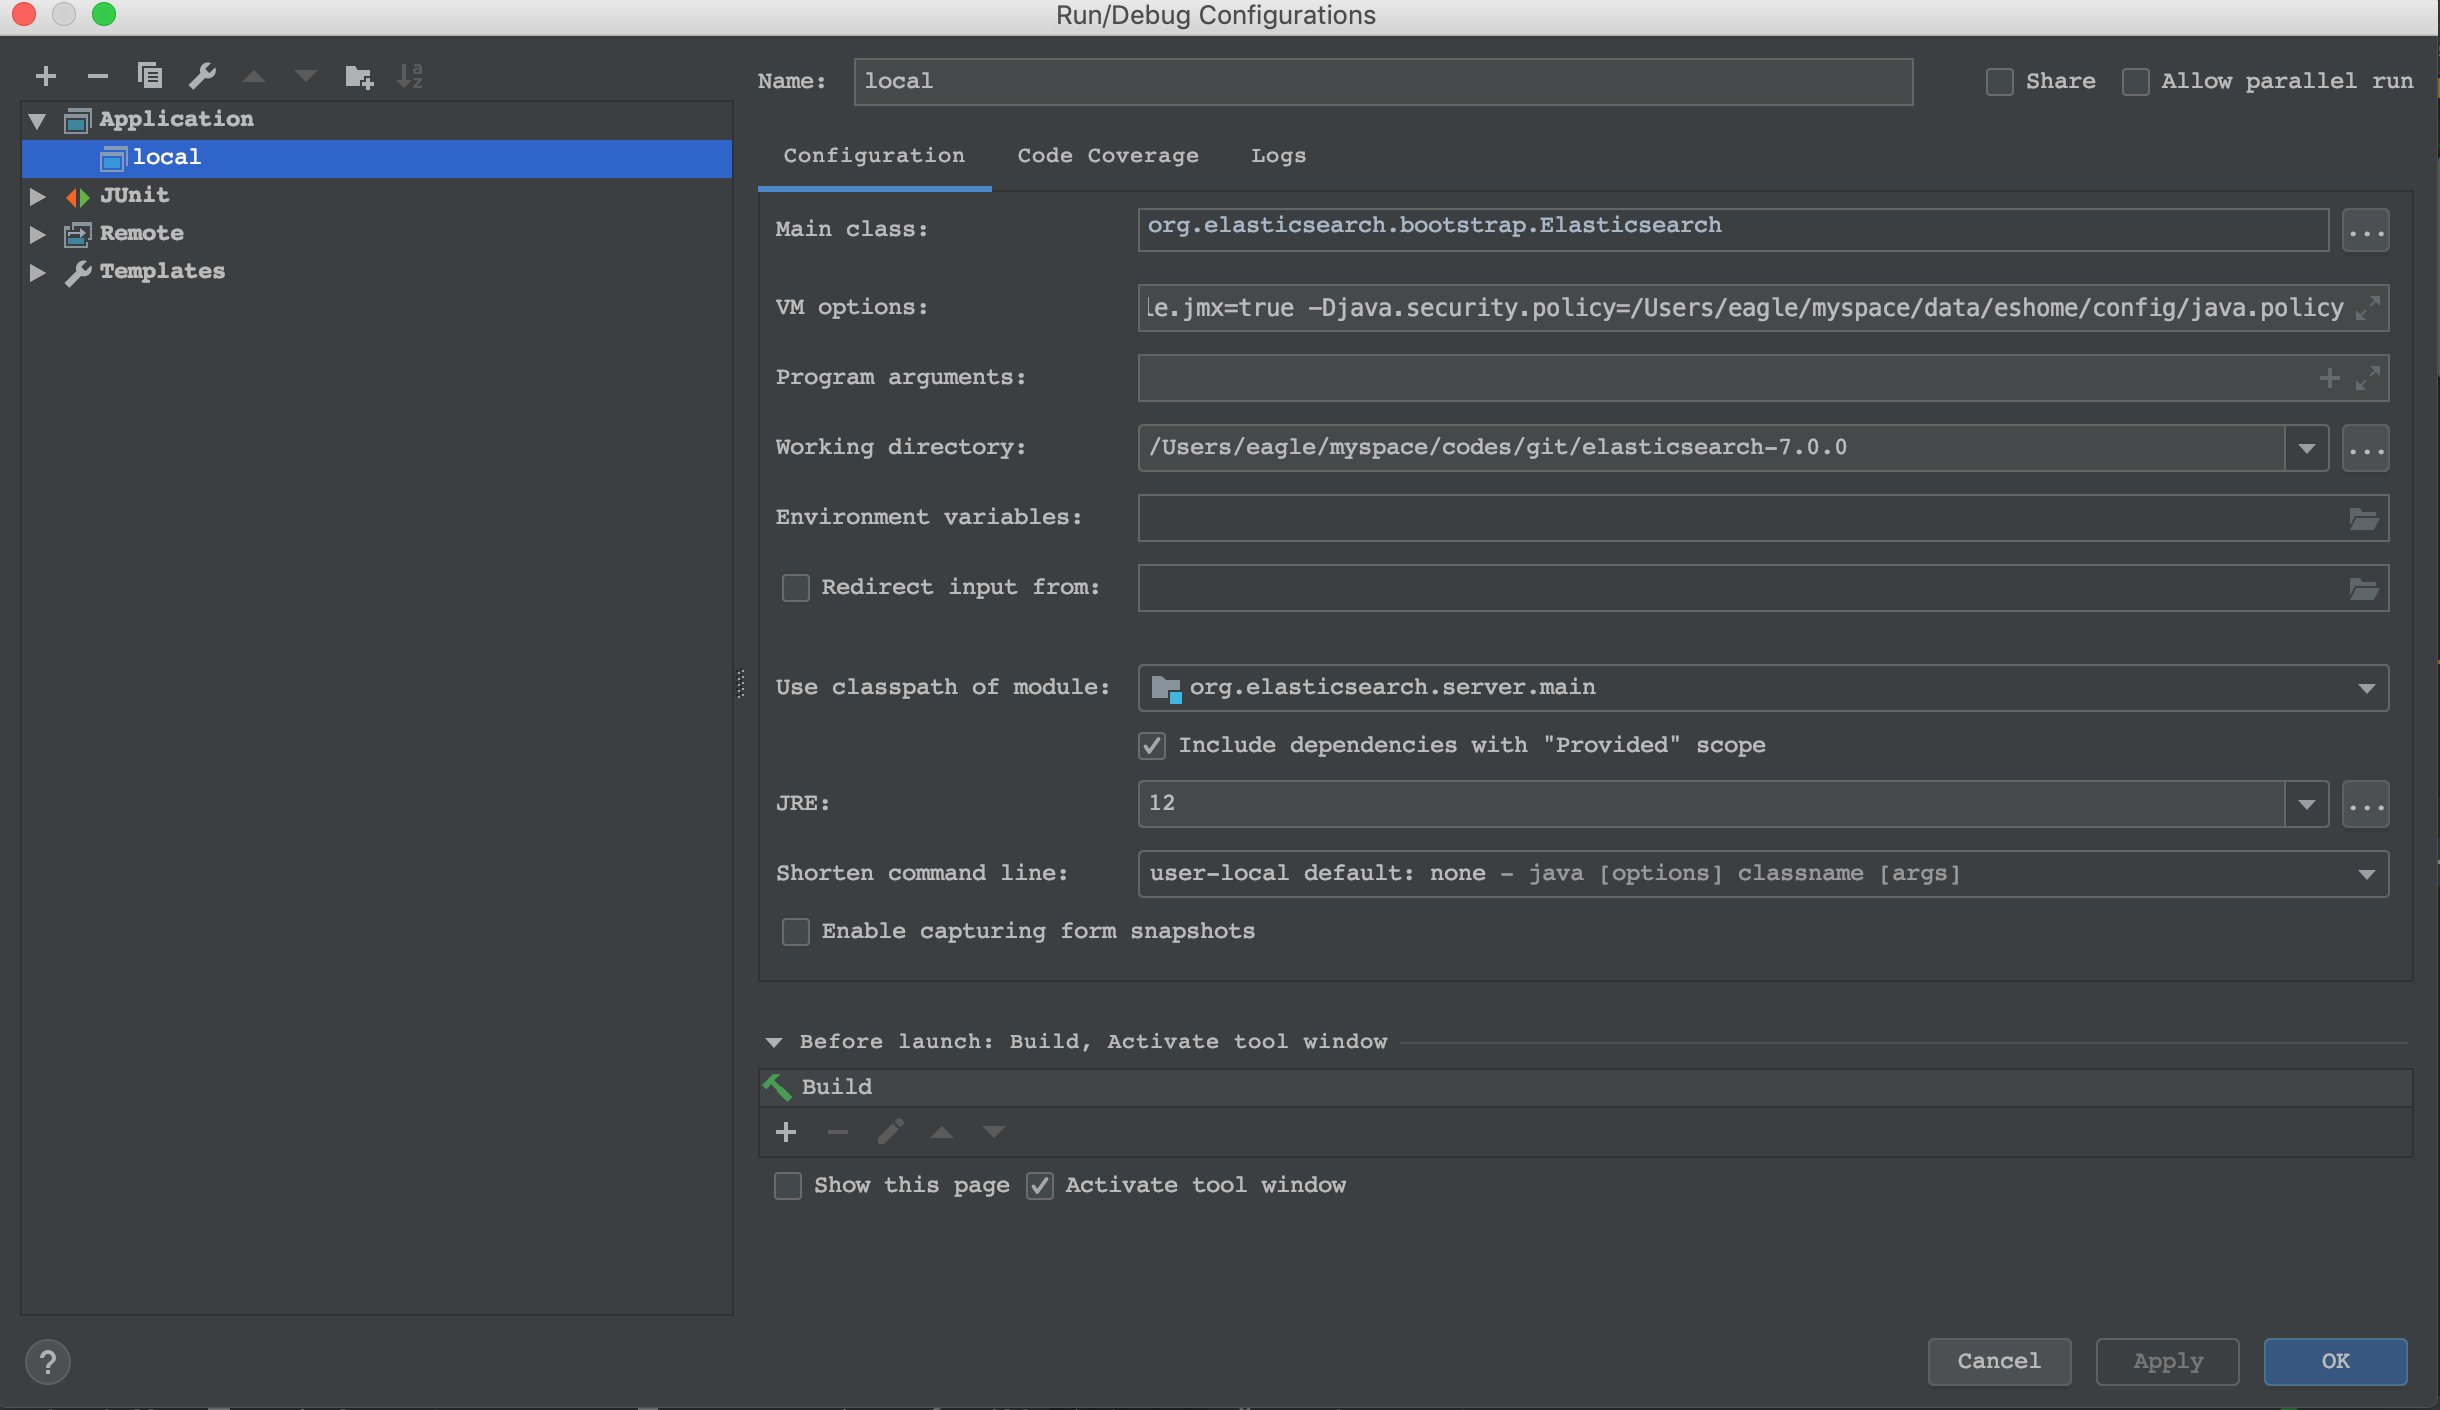 Run/Debug Configurations
Name: local Share Allow parallel run
Application
local
JUnit
Remote
Templates
Configuration Code Coverage Logs
Main class: org.elasticsearch.bootstrap.Elasticsearch ...
VM options: le.jmx=true -Djava.security.policy=/Users/eagle/myspace/data/eshome/config/java.policy
Program arguments:
Working directory: /Users/eagle/myspace/codes/git/elasticsearch-7.0.0 ...
Environment variables:
Redirect input from:
Use classpath of module: org.elasticsearch.server.main
Include dependencies with "Provided" scope
JRE: 12 ...
Shorten command line: user-local default: none - java [options] classname [args]
Enable capturing form snapshots
Before launch: Build, Activate tool window
Build
Show this page Activate tool window
? Cancel Apply OK